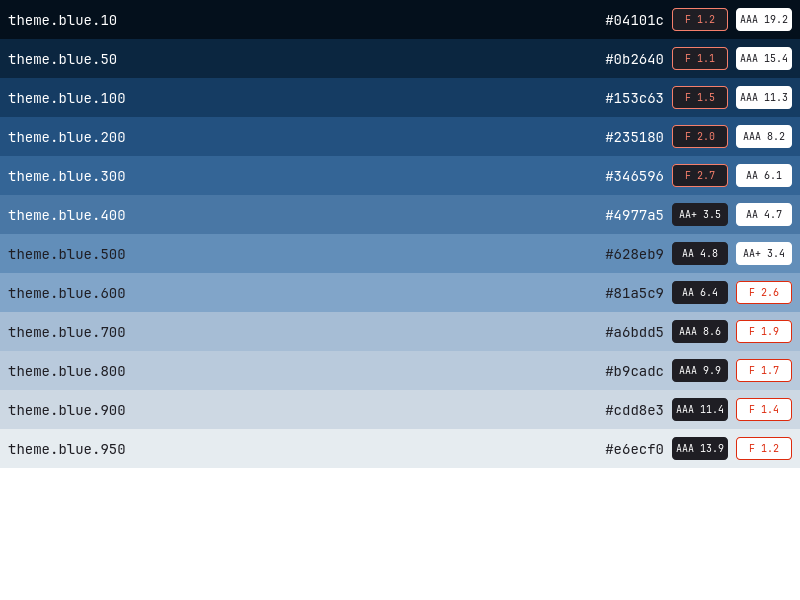 theme.blue.10 #04101c F 1.2 AAA 19.2
theme.blue.50 #0b2640 F 1.1 AAA 15.4
theme.blue.100 #153c63 F 1.5 AAA 11.3
theme.blue.200 #235180 F 2.0 AAA 8.2
theme.blue.300 #346596 F 2.7 AA 6.1
theme.blue.400 #4977a5 AA+ 3.5 AA 4.7
theme.blue.500 #628eb9 AA 4.8 AA+ 3.4
theme.blue.600 #81a5c9 AA 6.4 F 2.6
theme.blue.700 #a6bdd5 AAA 8.6 F 1.9
theme.blue.800 #b9cadc AAA 9.9 F 1.7
theme.blue.900 #cdd8e3 AAA 11.4 F 1.4
theme.blue.950 #e6ecf0 AAA 13.9 F 1.2